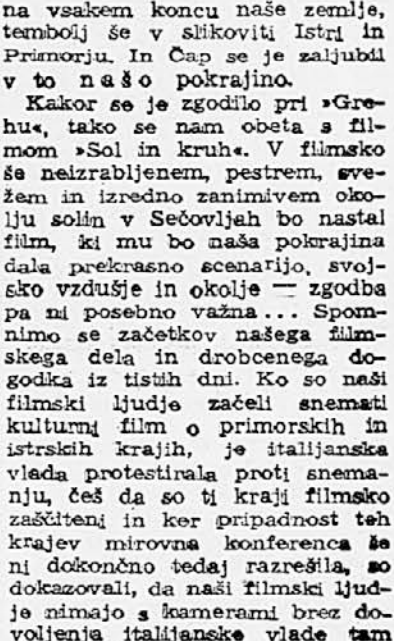 na vsakem koncu naše zemlje,
tembolj še v slikoviti Istri in
Primorju. In Čap se je zaljubil
v to našo pokrajino.
Kakor se je zgodilo pri »Gre-
hu«, tako se nam obeta s fil-
mom »Sol in kruh«. V filmsko
še neizrabljenem, pestrem, sve-
žem in izredno zanimivem oko-
lju solin v Sečovljah bo nastal
film, ki mu bo naša pokrajina
dala prekrasno scenarijo, svoj-
sko vzdušje in okolje — zgodba
pa ni posebno važna... Spom-
nimo se začetkov našega film-
skega dela in drobcenega do-
godka iz tistih dni. Ko so naši
filmski ljudje začeli snemati
kulturni film o primorskih in
istrskih krajih, je italijanska
vlada protestirala proti snema-
nju, češ da so ti kraji filmsko
zaščiteni in ker pripadnost teh
krajev mirovna konferenca še
ni dokončno tedaj razrešila, so
dokazovali, da naši filmski ljud-
je nimajo s kamerami brez do-
voljenja italijanske vlade tam